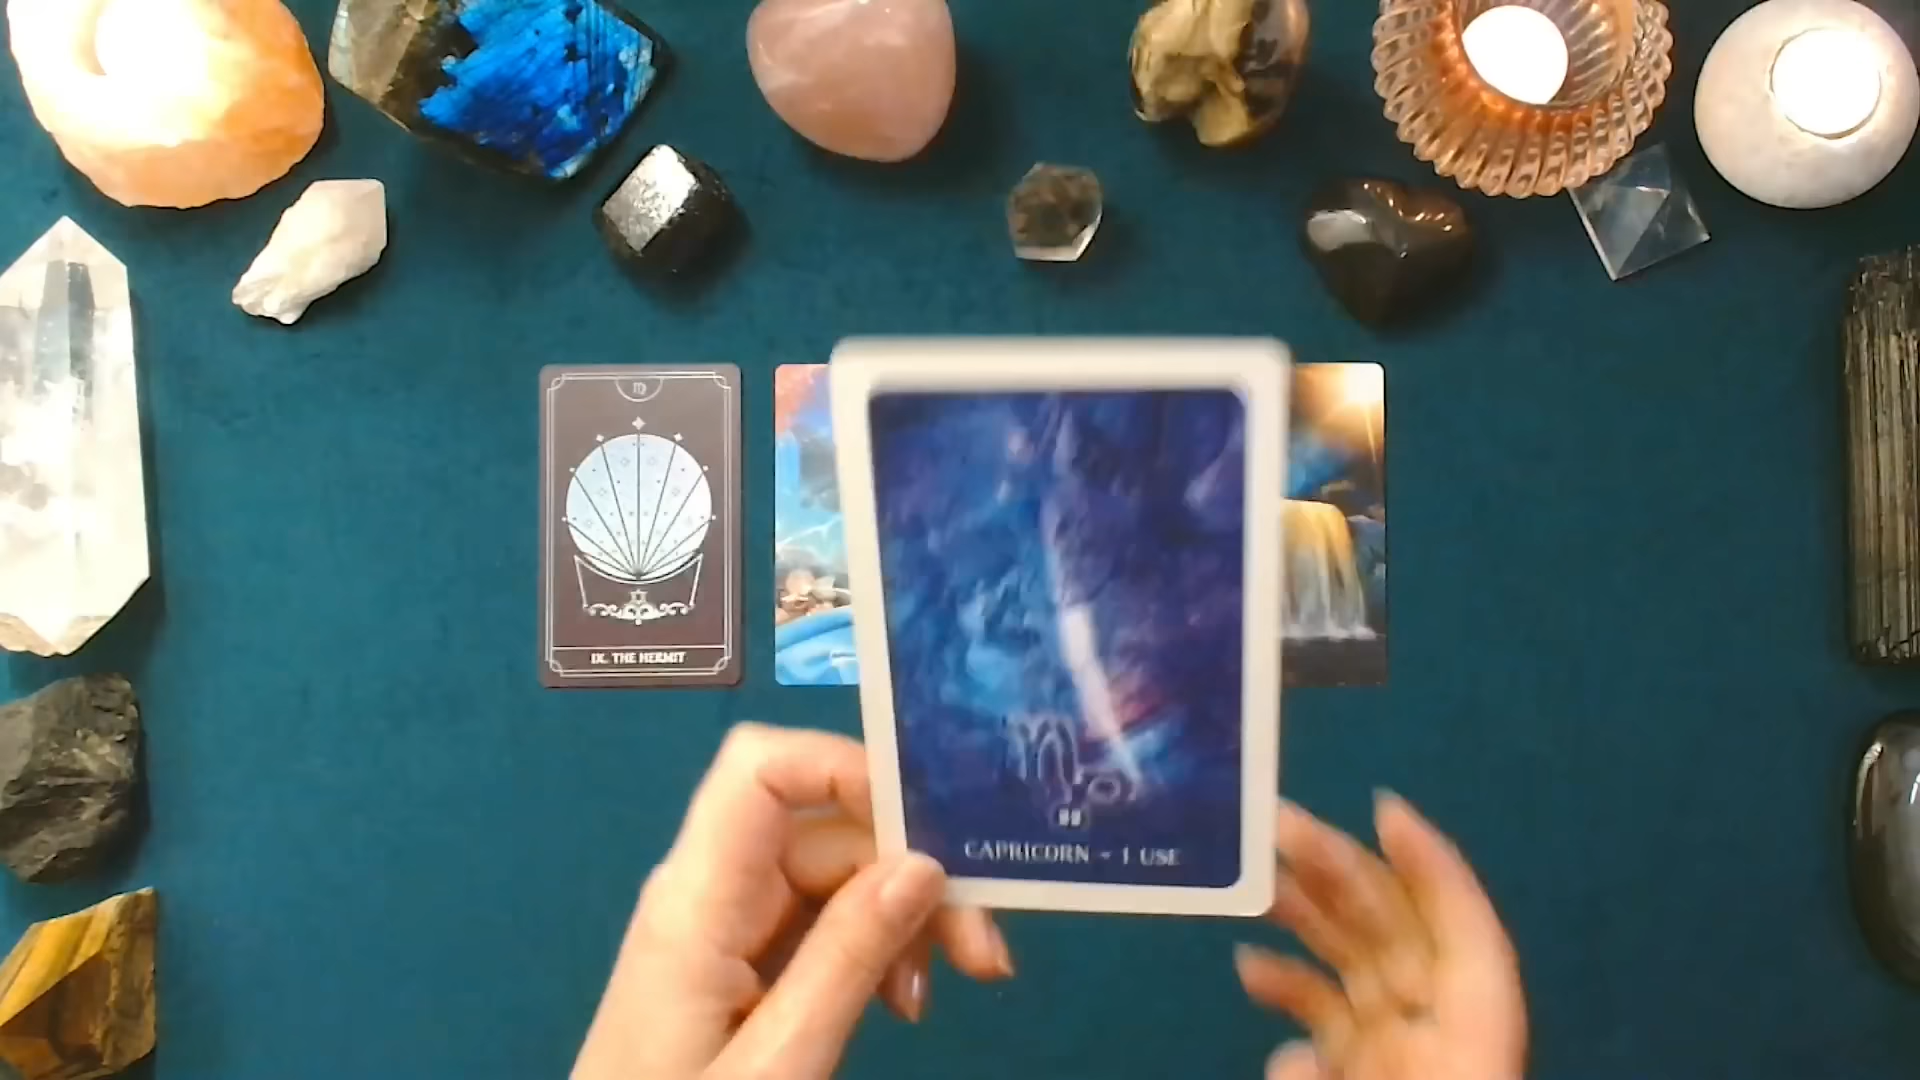 IX. THE HERMIT
CAPRICORN - I USE